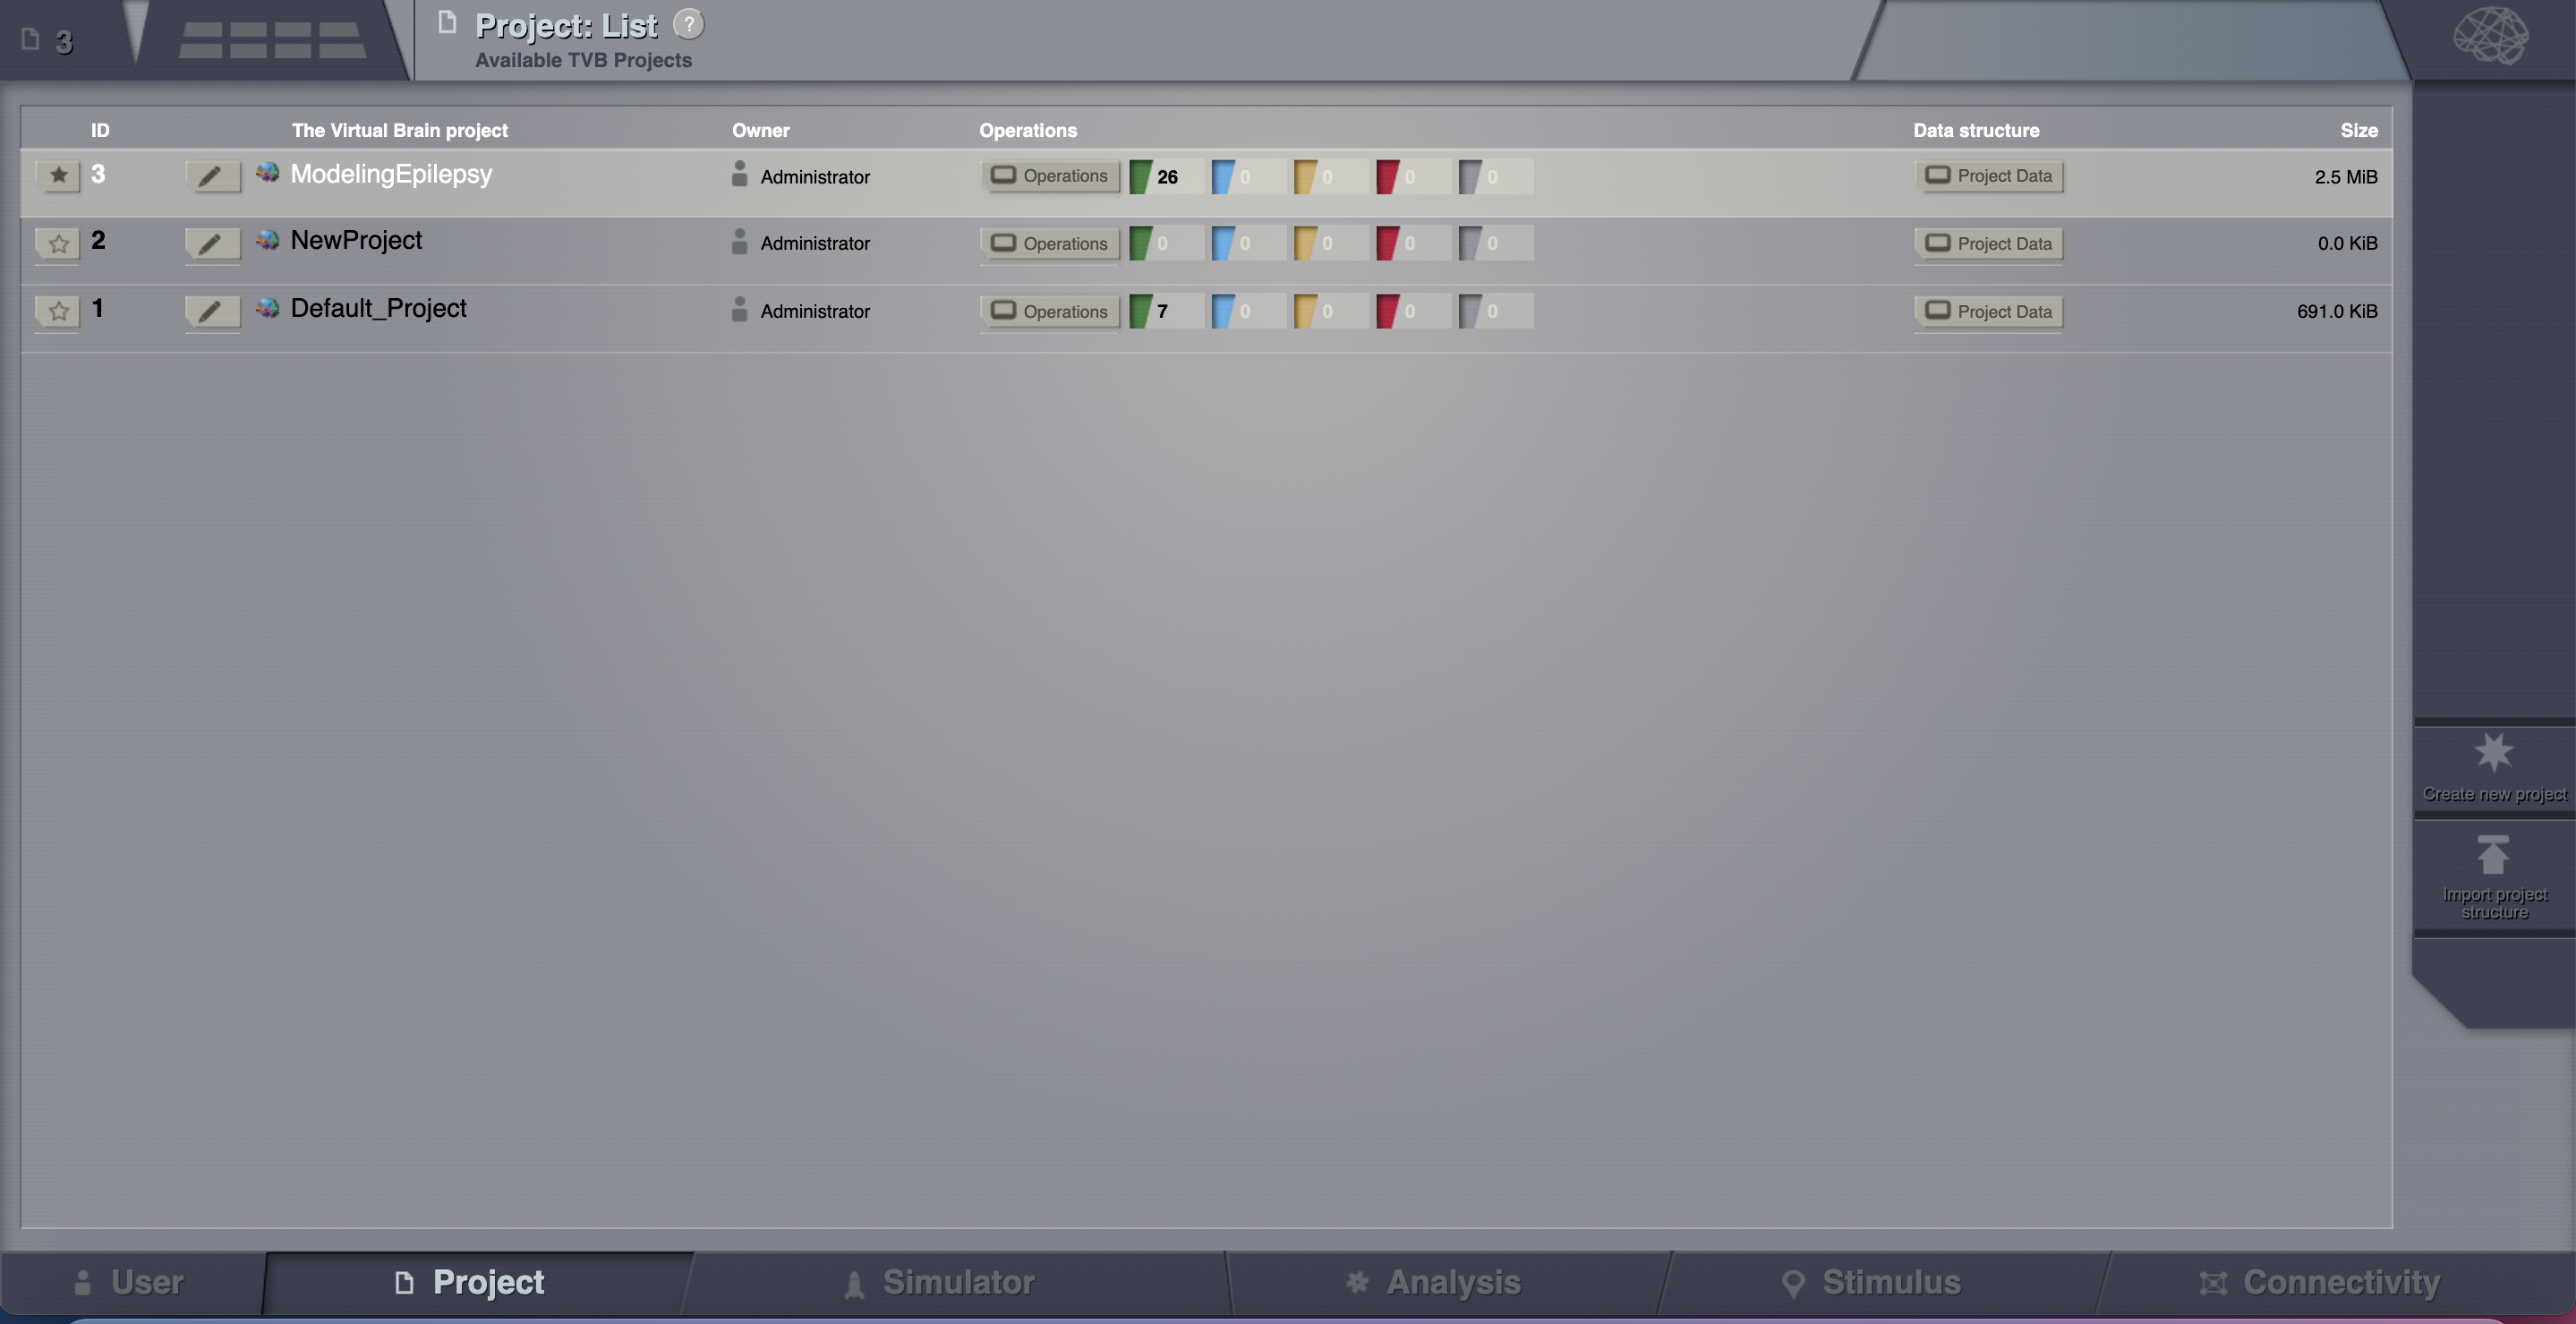 3
Project: List ?
Available TVB Projects
ID The Virtual Brain project Owner Operations Data structure Size
3 ModelingEpilepsy Administrator Operations 26 0 0 0 0 Project Data 2.5 MiB
2 NewProject Administrator Operations 0 0 0 0 0 Project Data 0.0 KiB
1 Default_Project Administrator Operations 7 0 0 0 0 Project Data 691.0 KiB
Create new project
Import project
structure
User Project Simulator Analysis Stimulus Connectivity